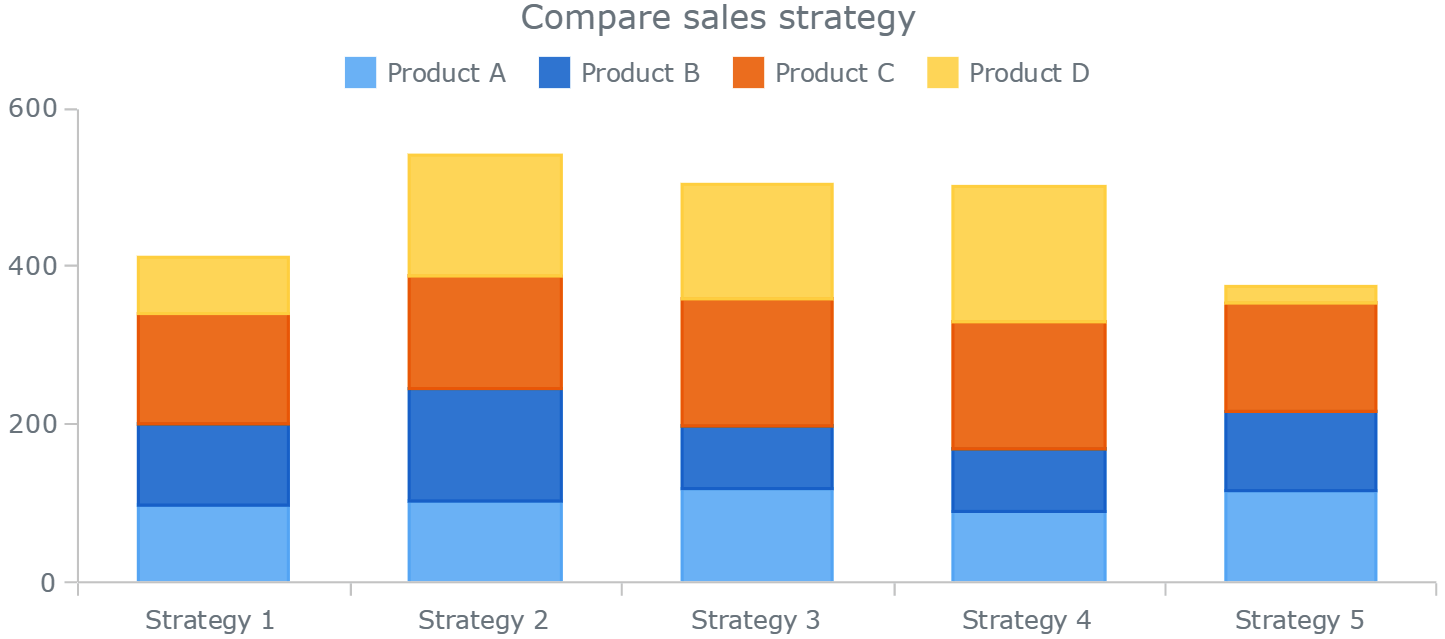 Compare sales strategy
Product A Product B Product C Product D
600
400
200
0
Strategy 1 Strategy 2 Strategy 3 Strategy 4 Strategy 5